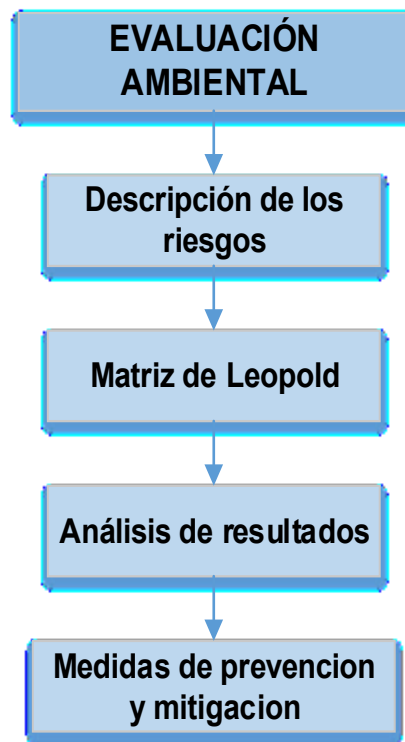 EVALUACIÓN
AMBIENTAL
Descripción de los
riesgos
Matriz de Leopold
Análisis de resultados
Medidas de prevencion
y mitigacion